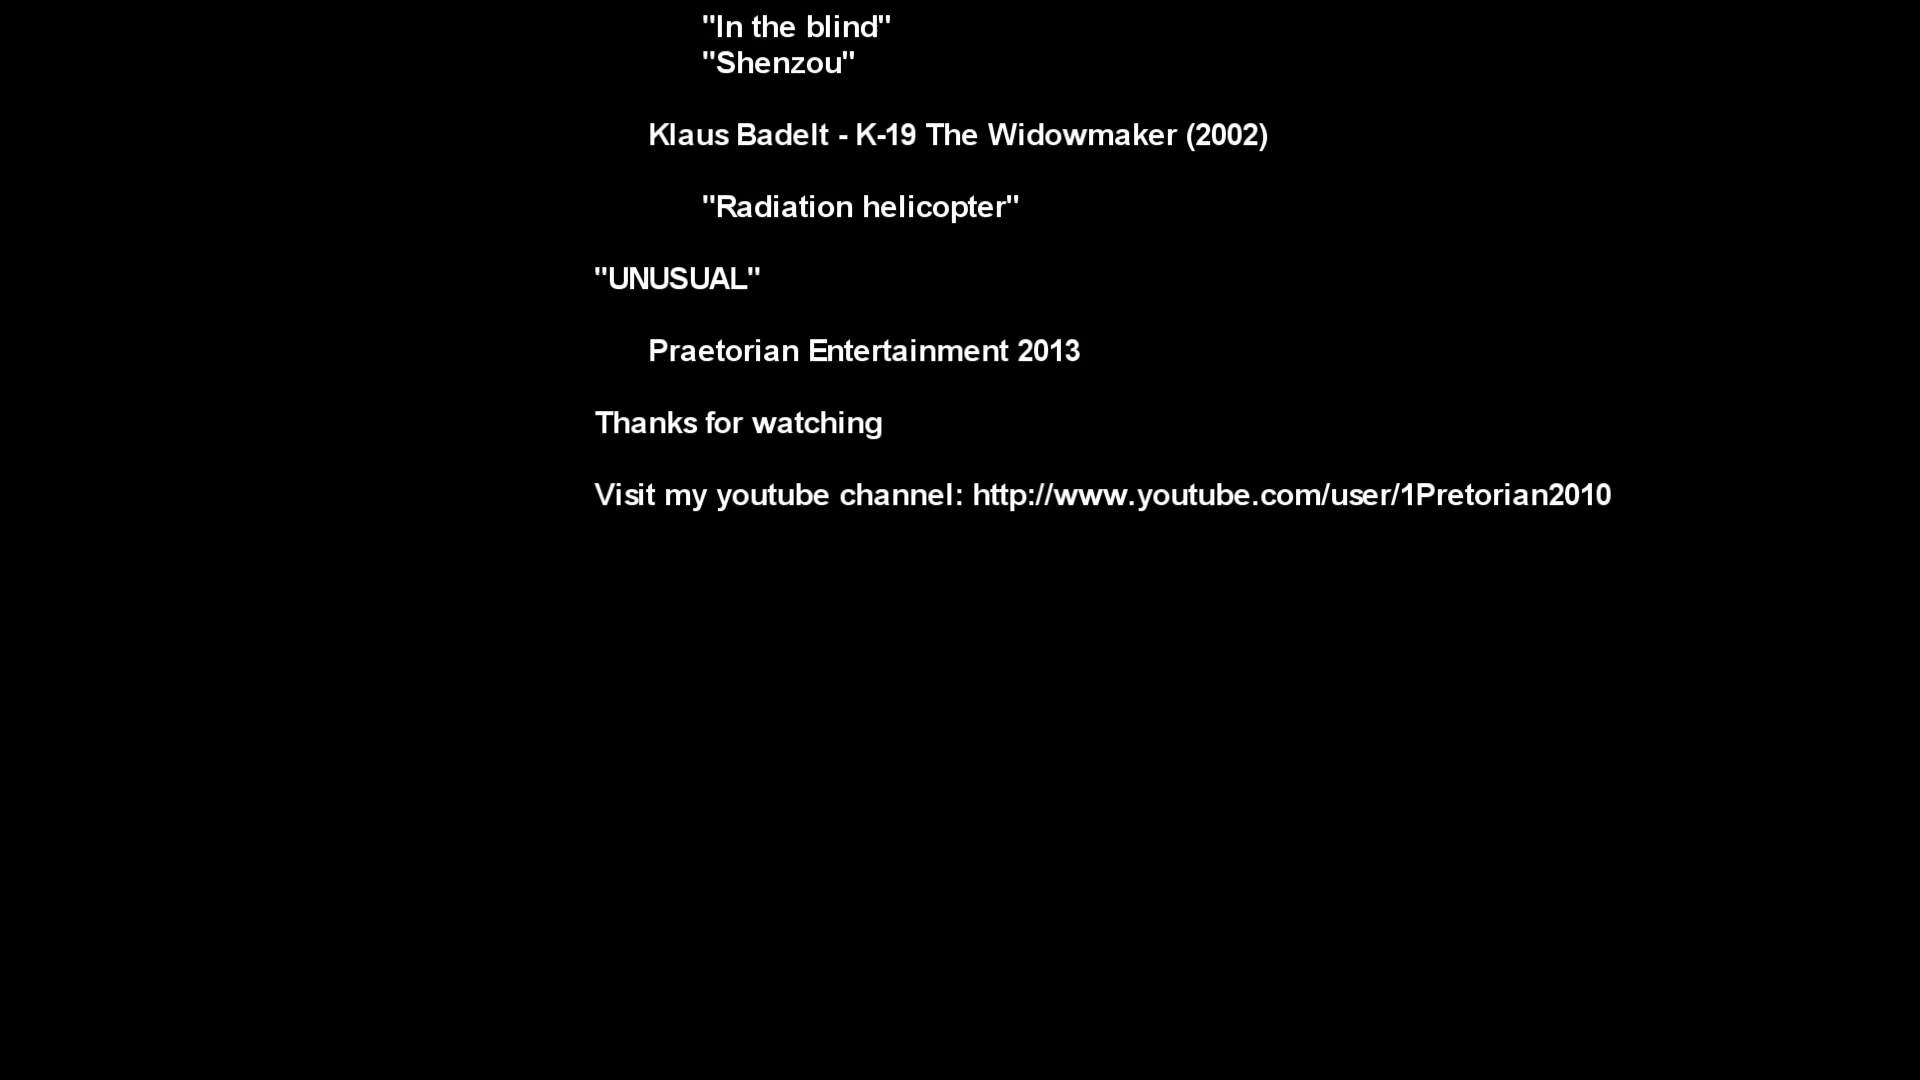 "In the blind"
"Shenzou"
Klaus Badelt - K-19 The Widowmaker (2002)
"Radiation helicopter"
"UNUSUAL"
Praetorian Entertainment 2013
Thanks for watching
Visit my youtube channel: http://www.youtube.com/user/1Pretorian2010